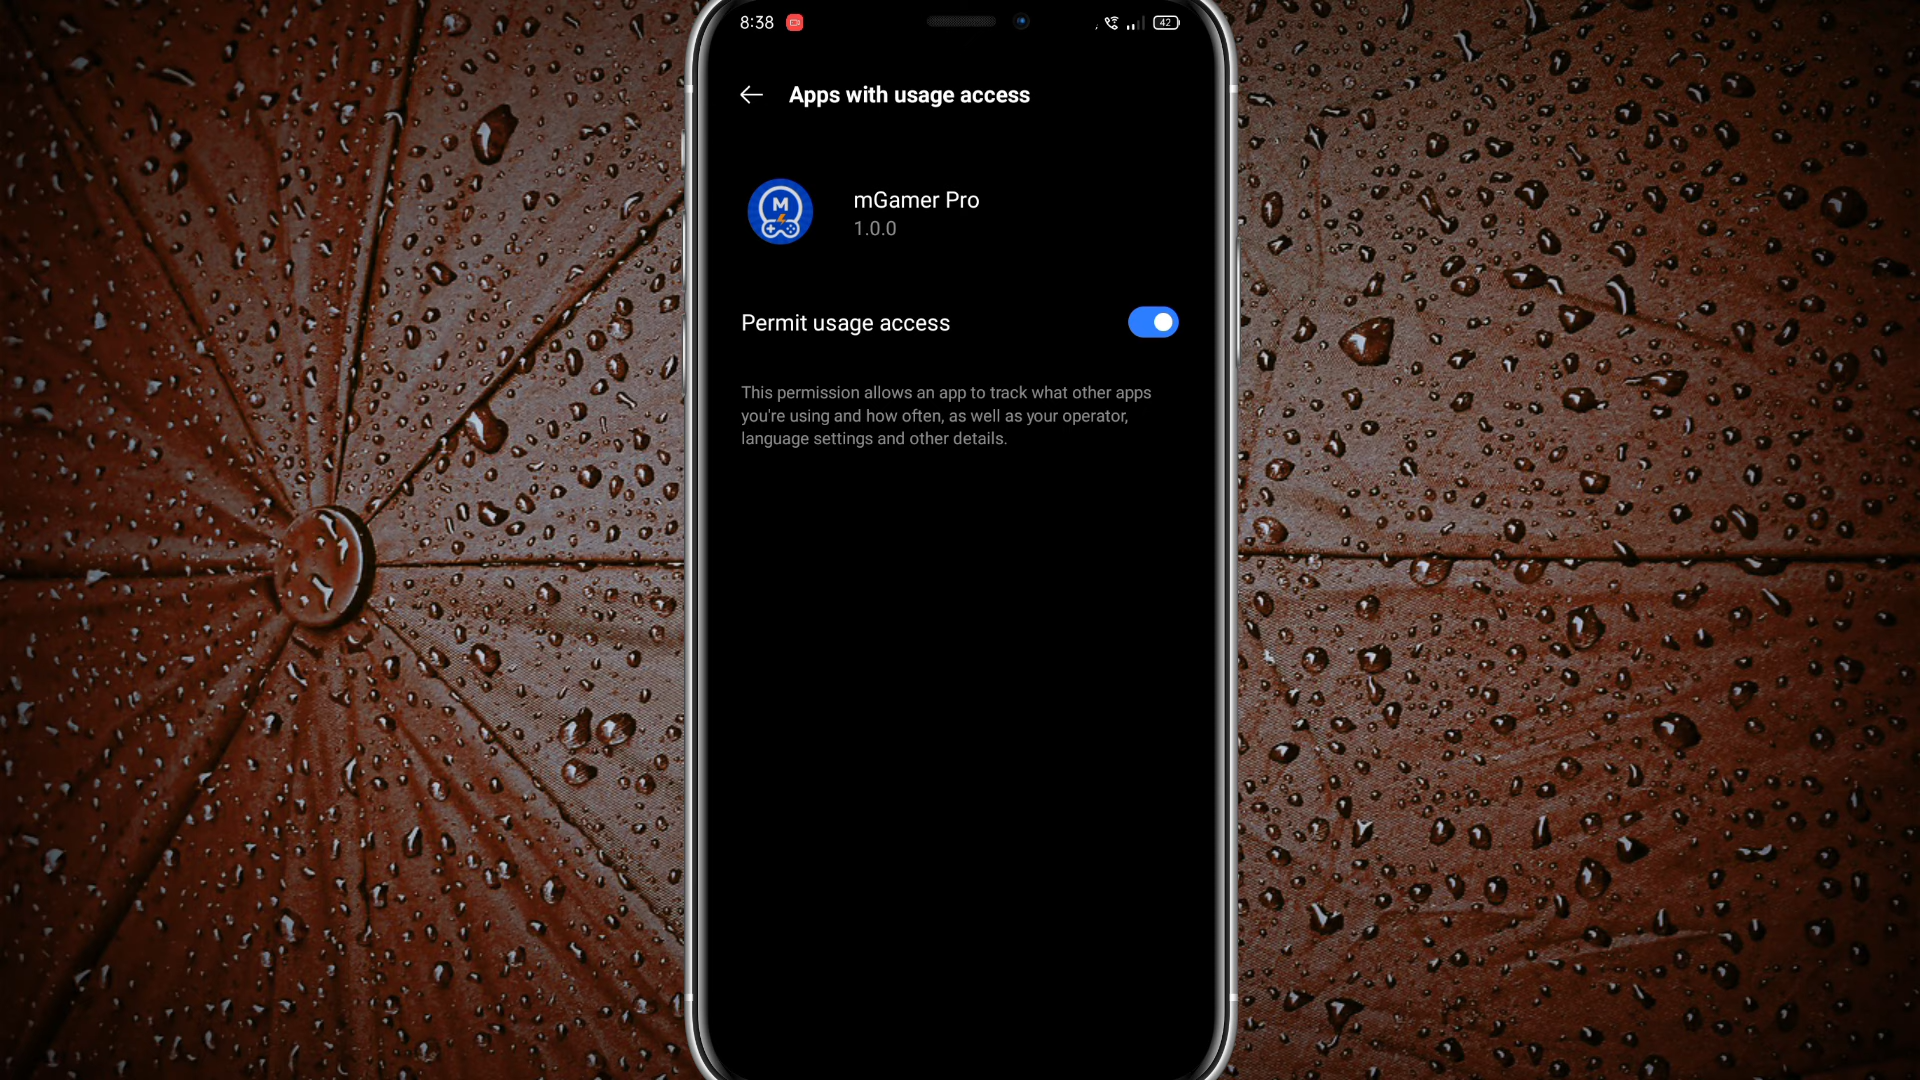 8:38
42
Apps with usage access
M
mGamer Pro
1.0.0
Permit usage access
This permission allows an app to track what other apps
you're using and how often, as well as your operator,
language settings and other details.